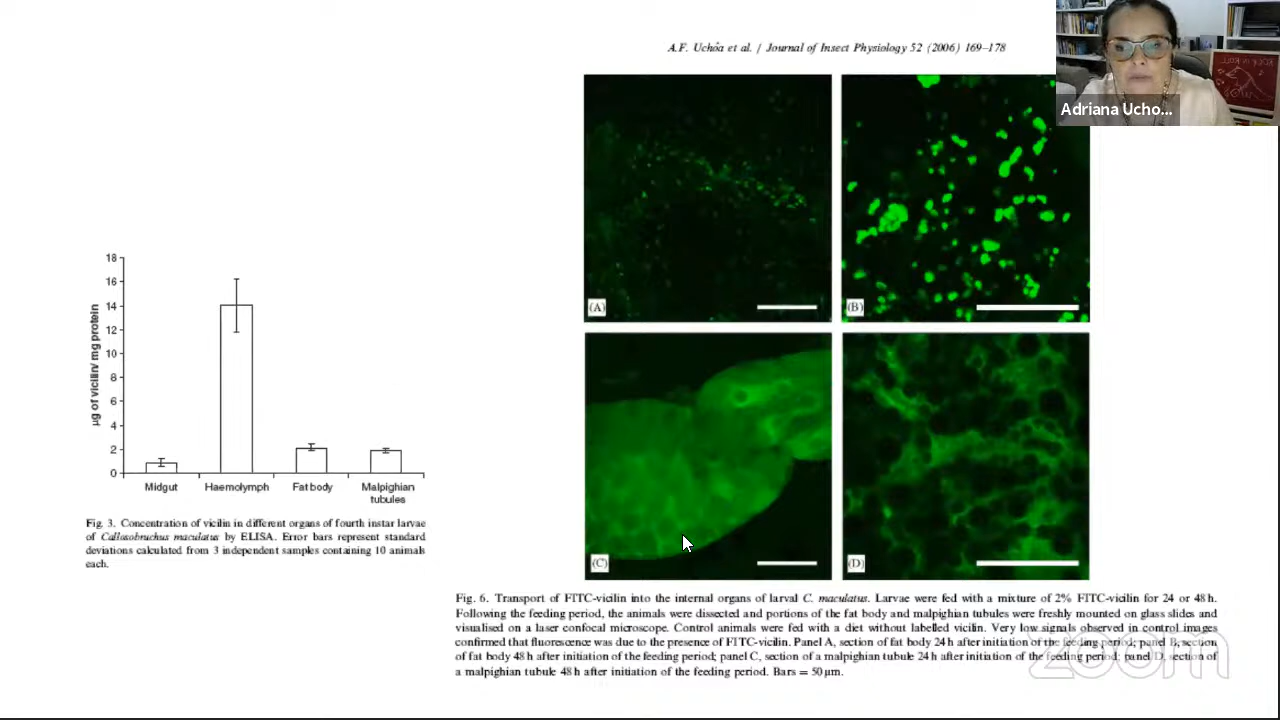 A.F. Uchôa et al. / Journal of Insect Physiology 52 (2006) 169–178
Adriana Ucho...
(A)
(B)
(C)
(D)
18
16
14
12
10
8
6
4
2
0
µg of vicilin/ mg protein
Midgut
Haemolymph
Fat body
Malpighian
tubules
Fig. 3. Concentration of vicilin in different organs of fourth instar larvae
of Callosobruchus maculatus by ELISA. Error bars represent standard
deviations calculated from 3 independent samples containing 10 animals
each.
Fig. 6. Transport of FITC-vicilin into the internal organs of larval C. maculatus. Larvae were fed with a mixture of 2% FITC-vicilin for 24 or 48 h.
Following the feeding period, the animals were dissected and portions of the fat body and malpighian tubules were freshly mounted on glass slides and
visualised on a laser confocal microscope. Control animals were fed with a diet without labelled vicilin. Very low signals observed in control images
confirmed that fluorescence was due to the presence of FITC-vicilin. Panel A, section of fat body 24 h after initiation of the feeding period; panel B, section
of fat body 48 h after initiation of the feeding period; panel C, section of a malpighian tubule 24 h after initiation of the feeding period; panel D, section of
a malpighian tubule 48 h after initiation of the feeding period. Bars = 50 µm.
zoom